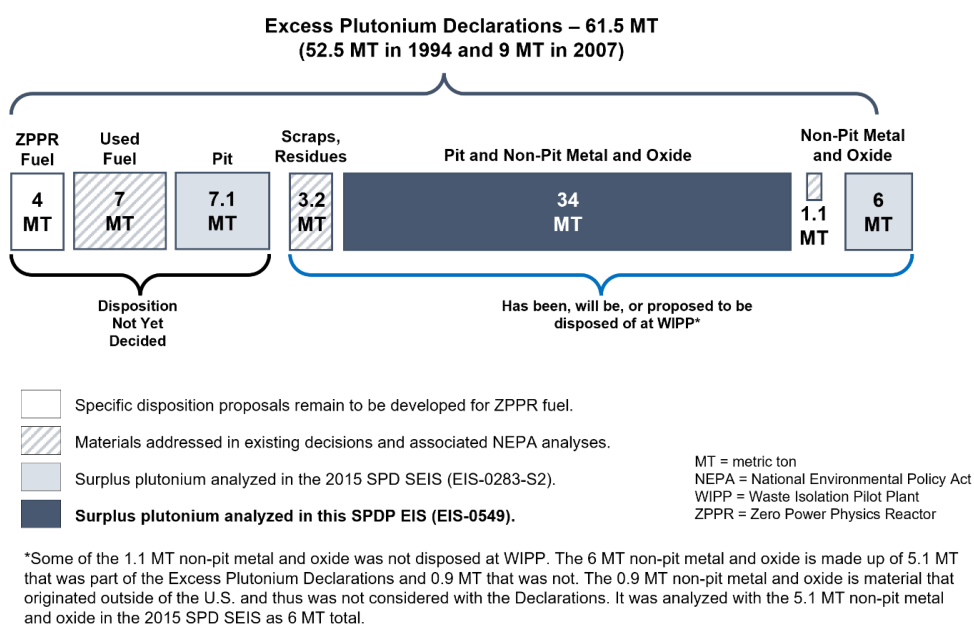 Excess Plutonium Declarations – 61.5 MT
(52.5 MT in 1994 and 9 MT in 2007)
ZPPR
Fuel
Used
Fuel
Pit
Scraps,
Residues
Pit and Non-Pit Metal and Oxide
Non-Pit Metal
and Oxide
4
MT
7
MT
7.1
MT
3.2
MT
34
MT
1.1
MT
6
MT
Disposition
Not Yet
Decided
Has been, will be, or proposed to be
disposed of at WIPP*
Specific disposition proposals remain to be developed for ZPPR fuel.
Materials addressed in existing decisions and associated NEPA analyses.
Surplus plutonium analyzed in the 2015 SPD SEIS (EIS-0283-S2).
Surplus plutonium analyzed in this SPDP EIS (EIS-0549).
MT = metric ton
NEPA = National Environmental Policy Act
WIPP = Waste Isolation Pilot Plant
ZPPR = Zero Power Physics Reactor
*Some of the 1.1 MT non-pit metal and oxide was not disposed at WIPP. The 6 MT non-pit metal and oxide is made up of 5.1 MT
that was part of the Excess Plutonium Declarations and 0.9 MT that was not. The 0.9 MT non-pit metal and oxide is material that
originated outside of the U.S. and thus was not considered with the Declarations. It was analyzed with the 5.1 MT non-pit metal
and oxide in the 2015 SPD SEIS as 6 MT total.